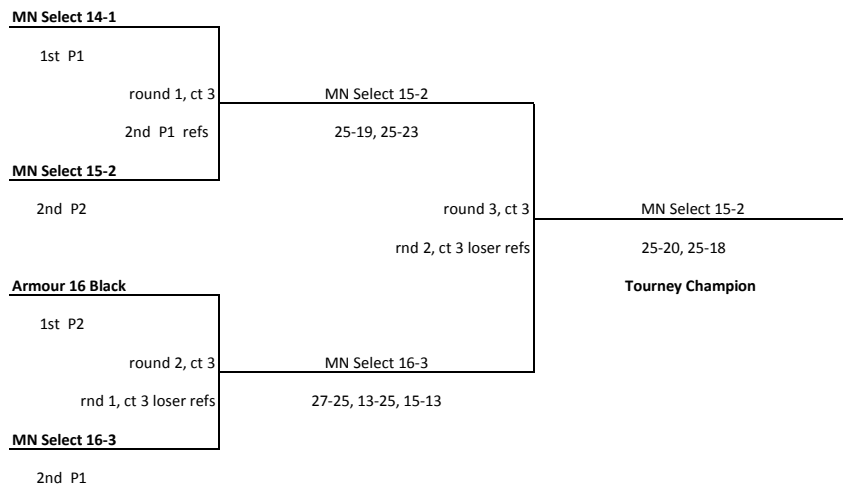 MN Select 14-1
1st P1
round 1, ct 3
MN Select 15-2
2nd P1 refs
25-19, 25-23
MN Select 15-2
2nd P2
round 3, ct 3
MN Select 15-2
rnd 2, ct 3 loser refs
25-20, 25-18
Armour 16 Black
Tourney Champion
1st P2
round 2, ct 3
MN Select 16-3
rnd 1, ct 3 loser refs
27-25, 13-25, 15-13
MN Select 16-3
2nd P1